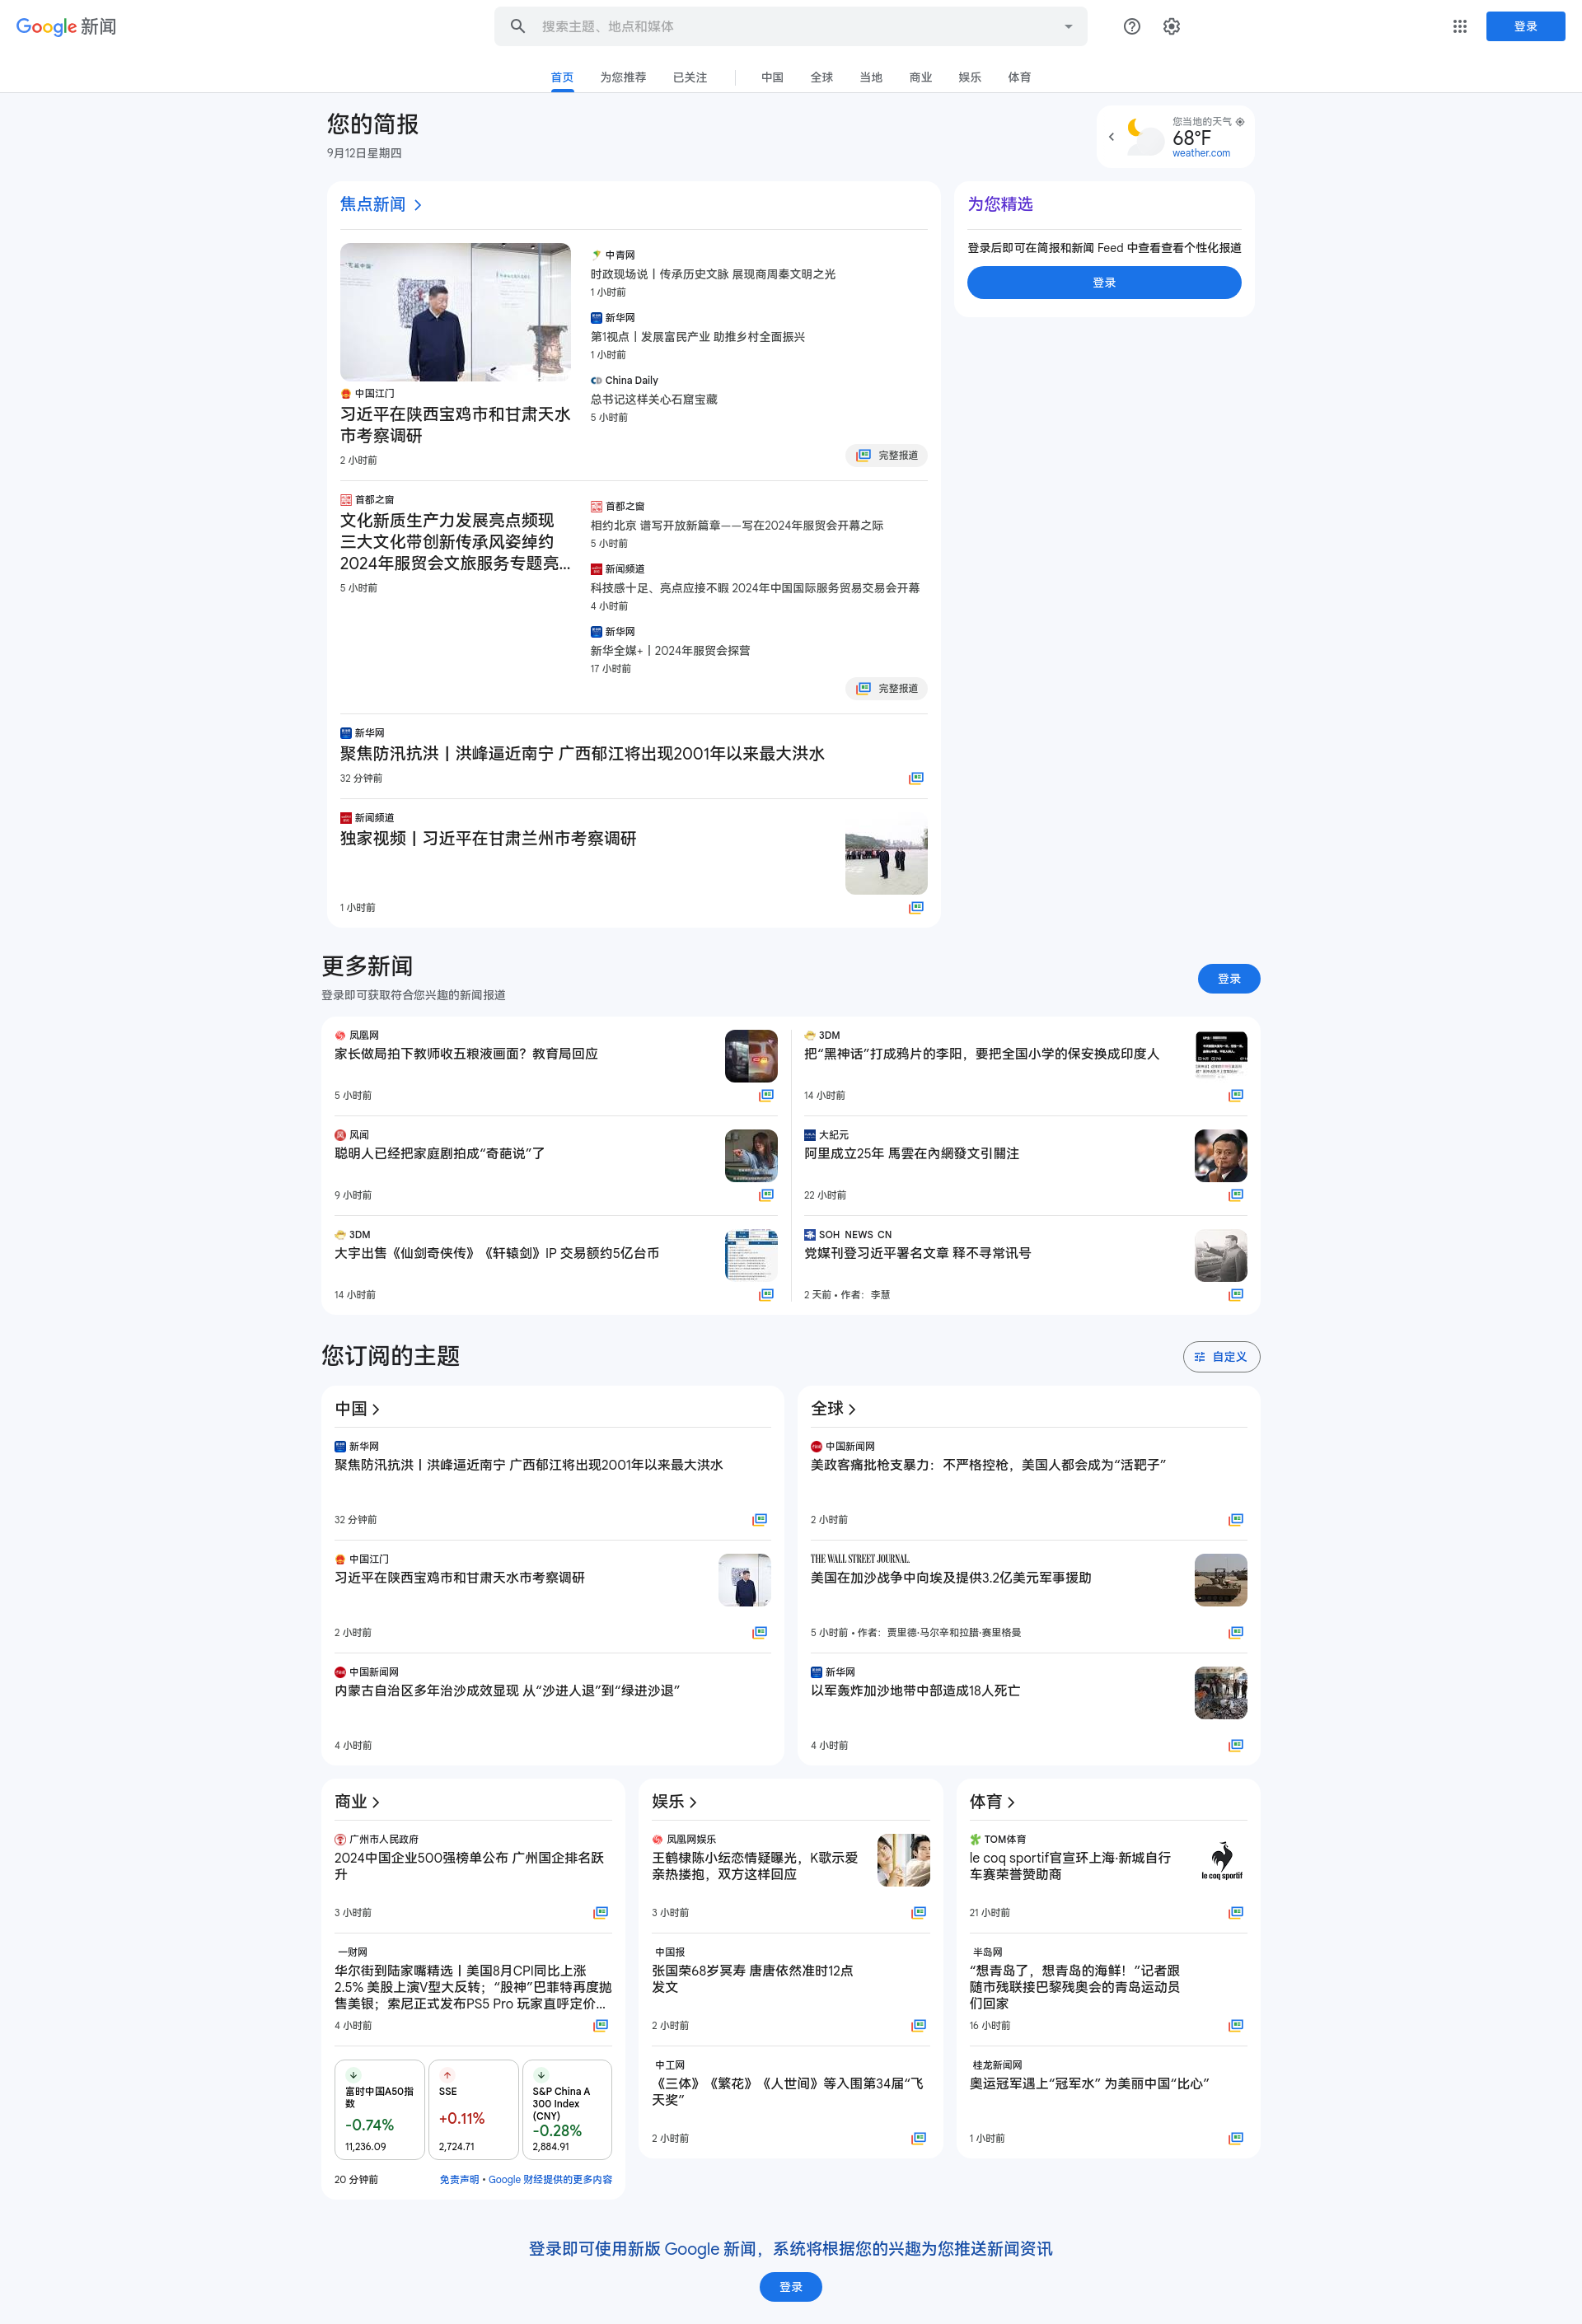 Google 新闻
搜索主题、地点和媒体
登录
首页
为您推荐
已关注
中国
全球
当地
商业
娱乐
体育
您的简报
9月12日星期四
您当地的天气
68°F
weather.com
焦点新闻
中国江门
习近平在陕西宝鸡市和甘肃天水
市考察调研
2 小时前
中青网
时政现场说丨传承历史文脉 展现商周秦文明之光
1 小时前
新华网
第1视点丨发展富民产业 助推乡村全面振兴
1 小时前
China Daily
总书记这样关心石窟宝藏
5 小时前
完整报道
首都之窗
文化新质生产力发展亮点频现
三大文化带创新传承风姿绰约
2024年服贸会文旅服务专题亮...
5 小时前
首都之窗
相约北京 谱写开放新篇章——写在2024年服贸会开幕之际
5 小时前
新闻频道
科技感十足、亮点应接不暇 2024年中国国际服务贸易交易会开幕
4 小时前
新华网
新华全媒+丨2024年服贸会探营
17 小时前
完整报道
新华网
聚焦防汛抗洪丨洪峰逼近南宁 广西郁江将出现2001年以来最大洪水
32 分钟前
新闻频道
独家视频丨习近平在甘肃兰州市考察调研
1 小时前
为您精选
登录后即可在简报和新闻 Feed 中查看查看个性化报道
登录
更多新闻
登录即可获取符合您兴趣的新闻报道
登录
凤凰网
家长做局拍下教师收五粮液画面？教育局回应
5 小时前
风闻
聪明人已经把家庭剧拍成“奇葩说”了
9 小时前
3DM
大宇出售《仙剑奇侠传》《轩辕剑》IP 交易额约5亿台币
14 小时前
3DM
把“黑神话”打成鸦片的李阳，要把全国小学的保安换成印度人
14 小时前
大紀元
阿里成立25年 馬雲在內網發文引關注
22 小时前
SOH NEWS CN
党媒刊登习近平署名文章 释不寻常讯号
2 天前 • 作者：李慧
您订阅的主题
自定义
中国
新华网
聚焦防汛抗洪丨洪峰逼近南宁 广西郁江将出现2001年以来最大洪水
32 分钟前
中国江门
习近平在陕西宝鸡市和甘肃天水市考察调研
2 小时前
中国新闻网
内蒙古自治区多年治沙成效显现 从“沙进人退”到“绿进沙退”
4 小时前
全球
中国新闻网
美政客痛批枪支暴力：不严格控枪，美国人都会成为“活靶子”
2 小时前
THE WALL STREET JOURNAL.
美国在加沙战争中向埃及提供3.2亿美元军事援助
5 小时前 • 作者：贾里德·马尔辛和拉腊·赛里格曼
新华网
以军轰炸加沙地带中部造成18人死亡
4 小时前
商业
广州市人民政府
2024中国企业500强榜单公布 广州国企排名跃
升
3 小时前
一财网
华尔街到陆家嘴精选丨美国8月CPI同比上涨
2.5% 美股上演V型大反转；“股神”巴菲特再度抛
售美银；索尼正式发布PS5 Pro 玩家直呼定价...
4 小时前
富时中国A50指
数
-0.74%
11,236.09
SSE
+0.11%
2,724.71
S&P China A
300 Index
(CNY)
-0.28%
2,884.91
20 分钟前
免责声明 • Google 财经提供的更多内容
娱乐
凤凰网娱乐
王鹤棣陈小纭恋情疑曝光，K歌示爱
亲热搂抱，双方这样回应
3 小时前
中国报
张国荣68岁冥寿 唐唐依然准时12点
发文
2 小时前
中工网
《三体》《繁花》《人世间》等入围第34届“飞
天奖”
2 小时前
体育
TOM体育
le coq sportif官宣环上海·新城自行
车赛荣誉赞助商
le coq sportif
21 小时前
半岛网
“想青岛了，想青岛的海鲜！”记者跟
随市残联接巴黎残奥会的青岛运动员
们回家
16 小时前
桂龙新闻网
奥运冠军遇上“冠军水” 为美丽中国“比心”
1 小时前
登录即可使用新版 Google 新闻，系统将根据您的兴趣为您推送新闻资讯
登录